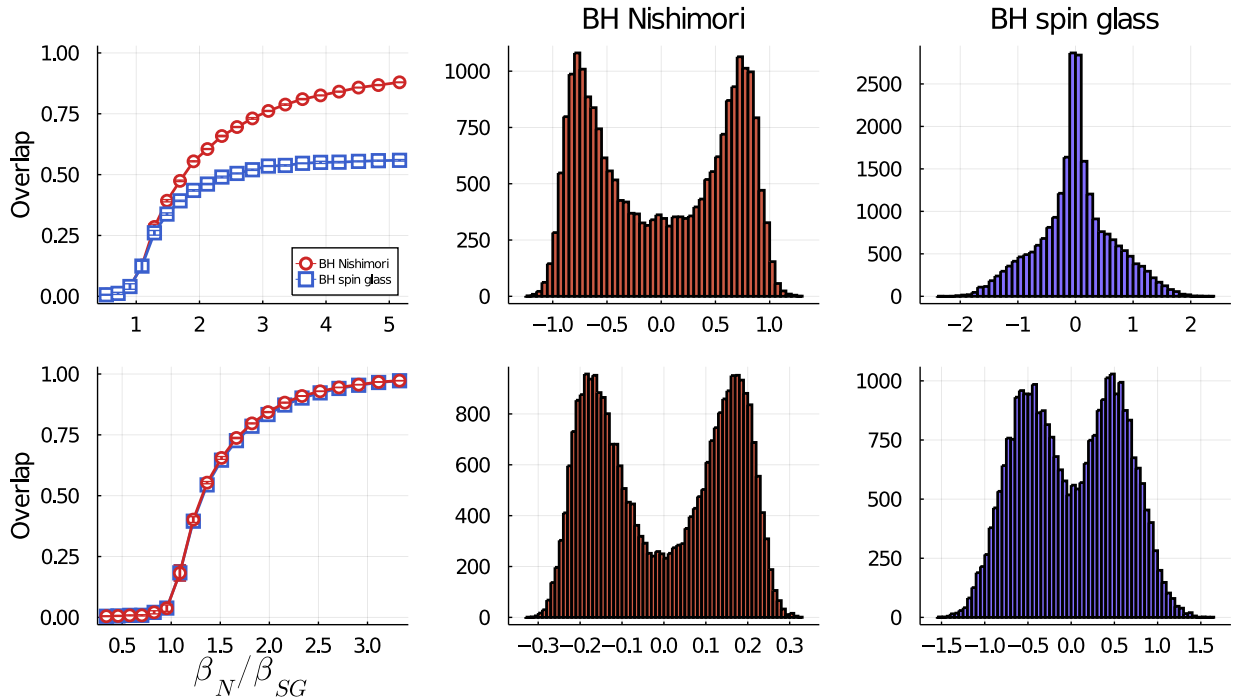 BH Nishimori
BH spin glass
Overlap
1.00
0.75
0.50
0.25
0.00
1 2 3 4 5
BH Nishimori
BH spin glass
1000
750
500
250
0
−1.0 −0.5 0.0 0.5 1.0
2500
2000
1500
1000
500
0
−2 −1 0 1 2
Overlap
1.00
0.75
0.50
0.25
0.00
0.5 1.0 1.5 2.0 2.5 3.0
β_N/β_SG
800
600
400
200
0
−0.3 −0.2 −0.1 0.0 0.1 0.2 0.3
1000
750
500
250
0
−1.5 −1.0 −0.5 0.0 0.5 1.0 1.5